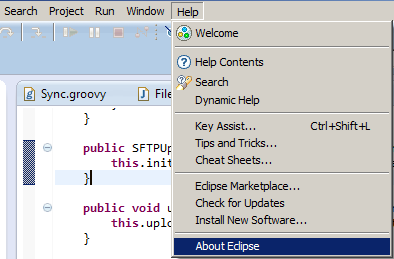 Search Project Run Window Help
Welcome
Help Contents
Search
Dynamic Help
Key Assist... Ctrl+Shift+L
Tips and Tricks...
Cheat Sheets...
Eclipse Marketplace...
Check for Updates
Install New Software...
About Eclipse
Sync.groovy File
}
public SFTPUp
this.init
}
public void u
this.uplo
}